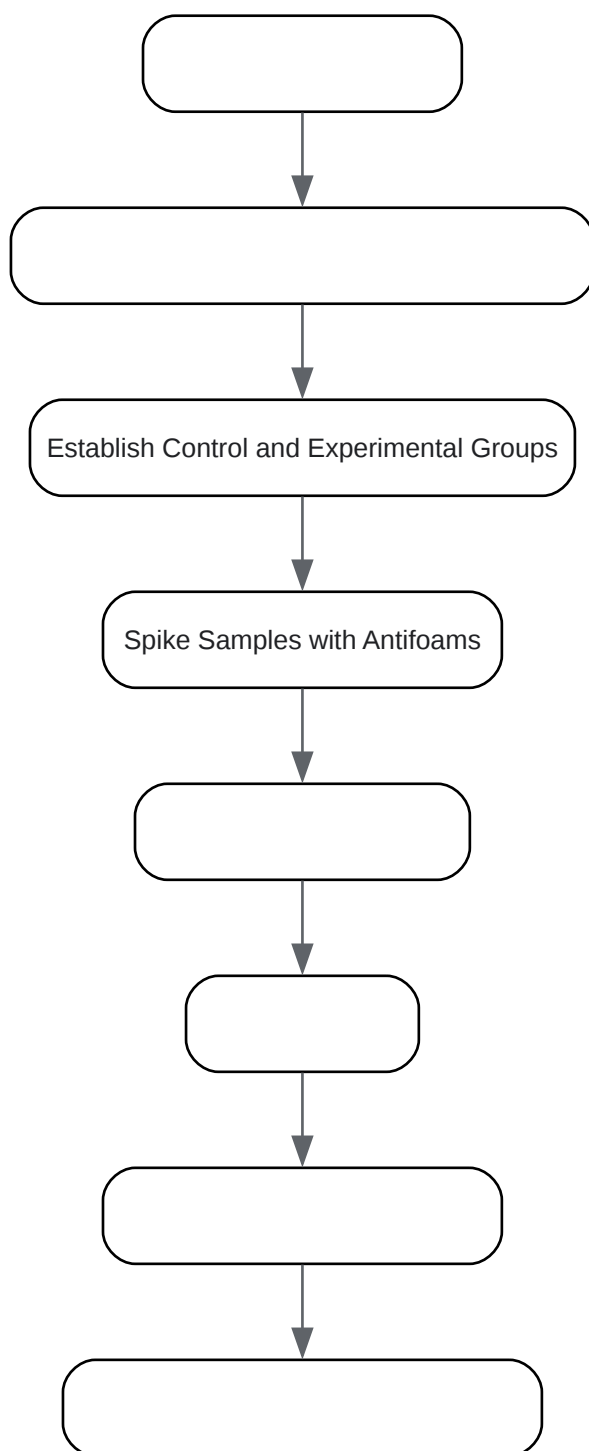 Establish Control and Experimental Groups
Spike Samples with Antifoams